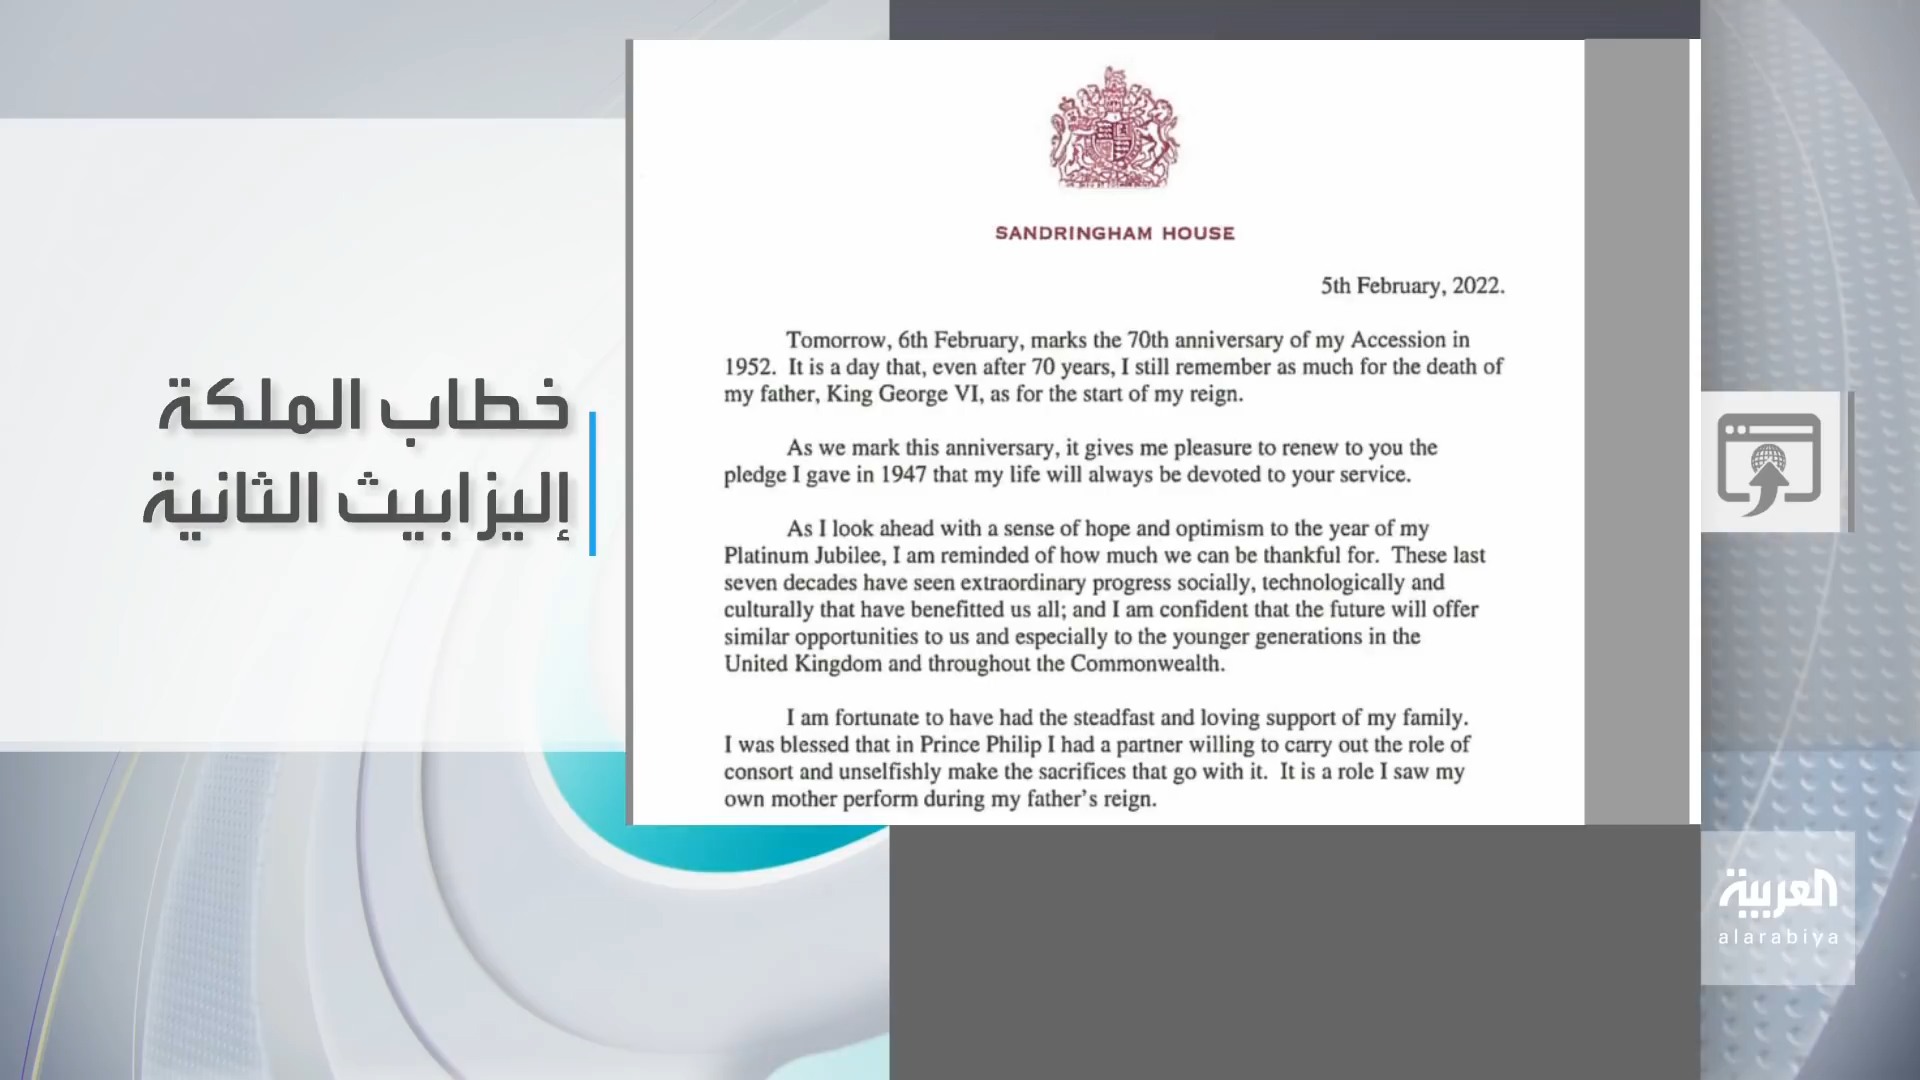 خطاب الملكة
إليزابيث الثانية
SANDRINGHAM HOUSE
5th February, 2022.
Tomorrow, 6th February, marks the 70th anniversary of my Accession in
1952. It is a day that, even after 70 years, I still remember as much for the death of
my father, King George VI, as for the start of my reign.
As we mark this anniversary, it gives me pleasure to renew to you the
pledge I gave in 1947 that my life will always be devoted to your service.
As I look ahead with a sense of hope and optimism to the year of my
Platinum Jubilee, I am reminded of how much we can be thankful for. These last
seven decades have seen extraordinary progress socially, technologically and
culturally that have benefitted us all; and I am confident that the future will offer
similar opportunities to us and especially to the younger generations in the
United Kingdom and throughout the Commonwealth.
I am fortunate to have had the steadfast and loving support of my family.
I was blessed that in Prince Philip I had a partner willing to carry out the role of
consort and unselfishly make the sacrifices that go with it. It is a role I saw my
own mother perform during my father's reign.
العربية
alarabiya